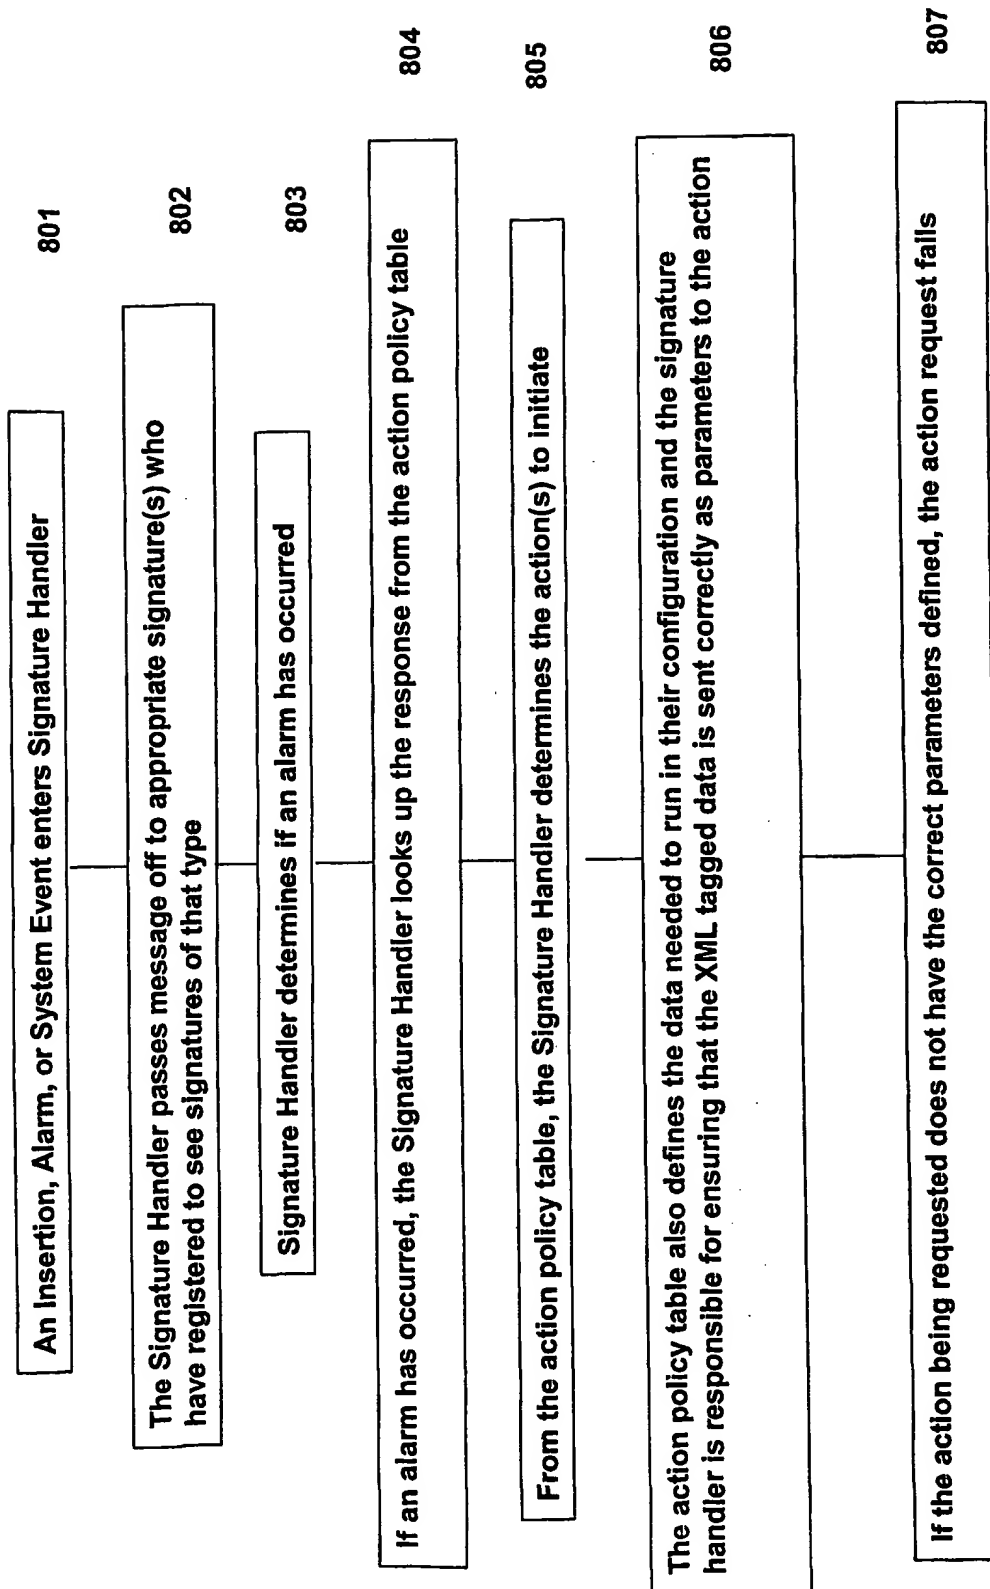 An Insertion, Alarm, or System Event enters Signature Handler
801
The Signature Handler passes message off to appropriate signature(s) who
have registered to see signatures of that type
802
Signature Handler determines if an alarm has occurred
803
If an alarm has occurred, the Signature Handler looks up the response from the action policy table
804
From the action policy table, the Signature Handler determines the action(s) to initiate
805
The action policy table also defines the data needed to run in their configuration and the signature
handler is responsible for ensuring that the XML tagged data is sent correctly as parameters to the action
handler
806
If the action being requested does not have the correct parameters defined, the action request fails
807